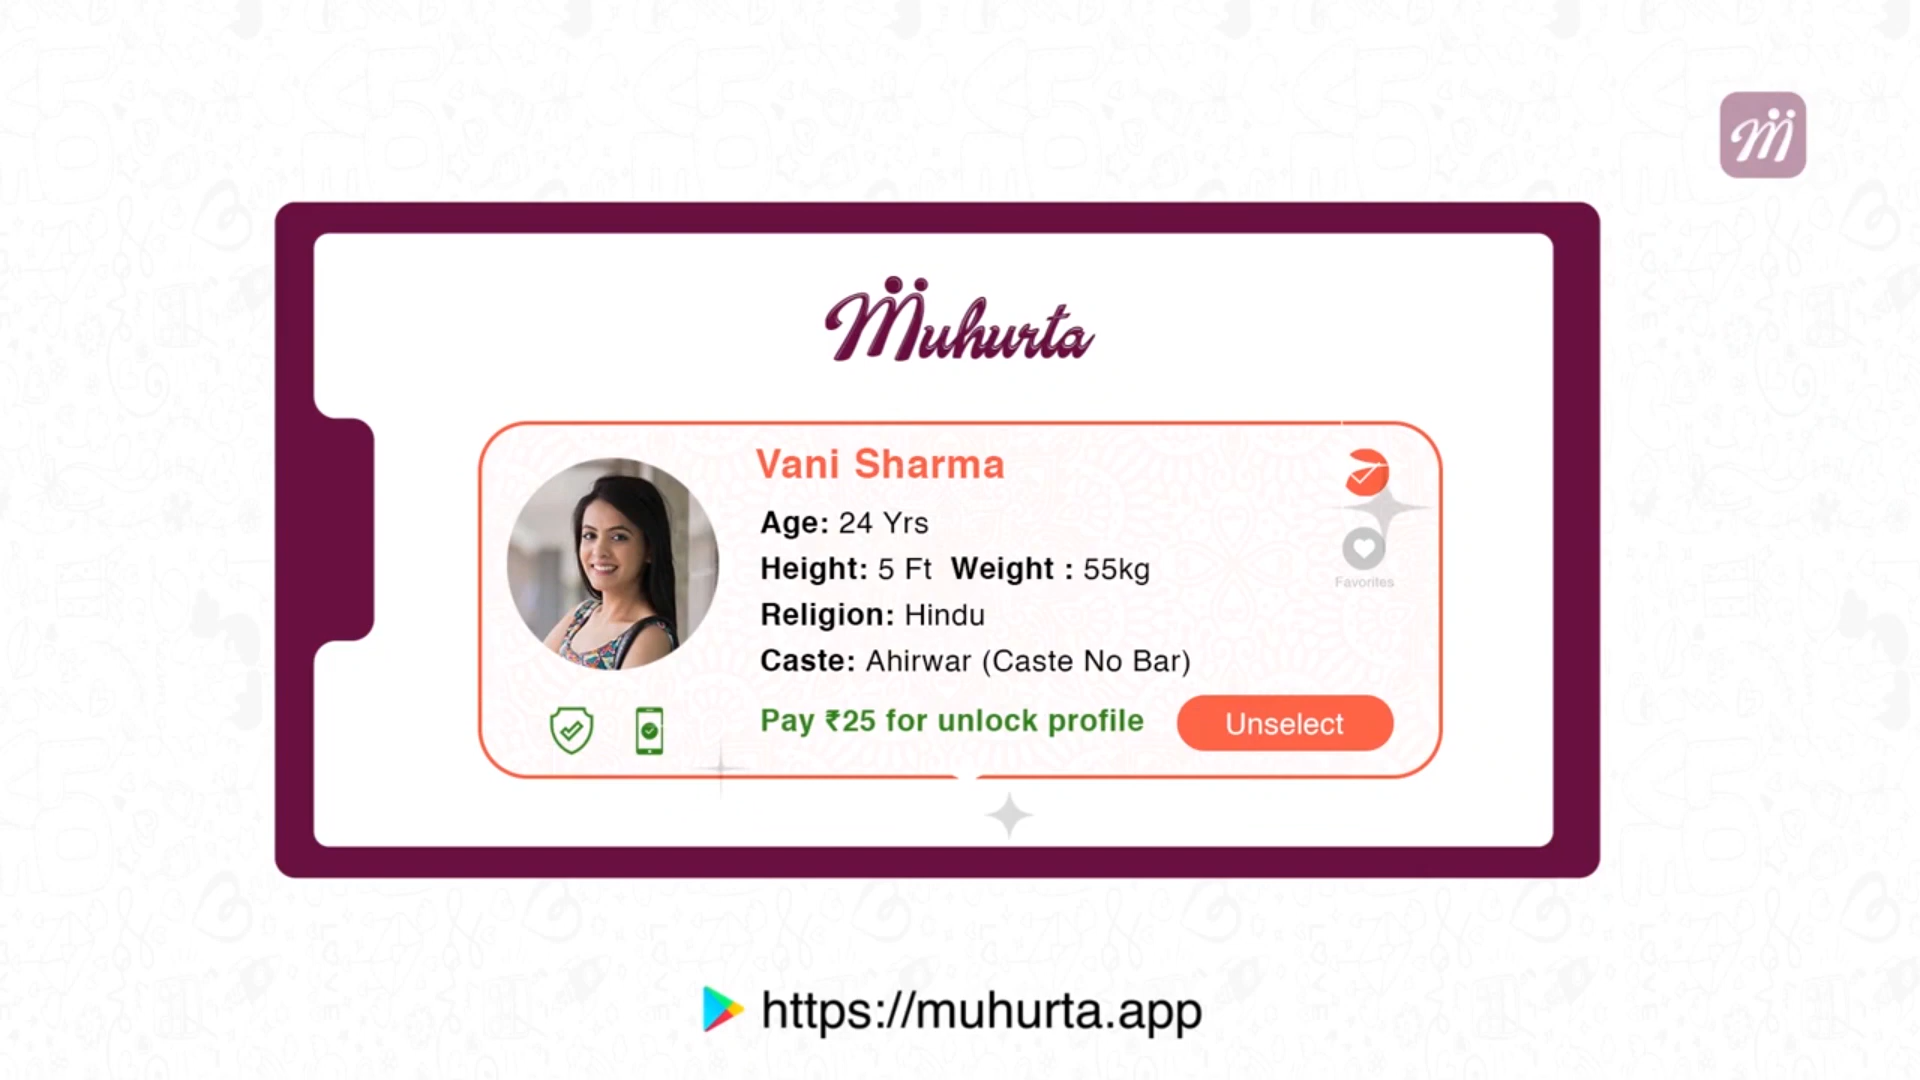 Muhurta
Vani Sharma
Age: 24 Yrs
Height: 5 Ft Weight : 55kg
Favorites
Religion: Hindu
Caste: Ahirwar (Caste No Bar)
Pay ₹25 for unlock profile
Unselect
https://muhurta.app